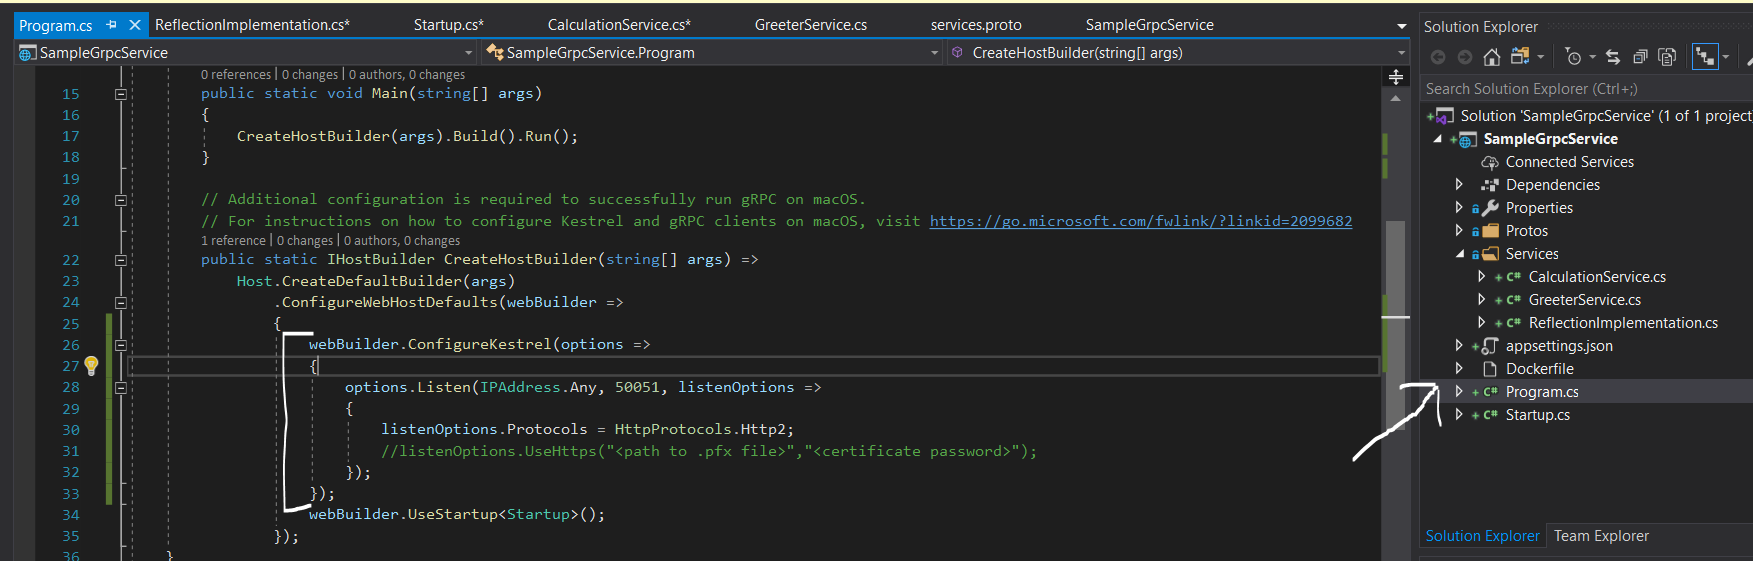 Program.cs
ReflectionImplementation.cs*
Startup.cs*
CalculationService.cs*
GreeterService.cs
services.proto
SampleGrpcService
SampleGrpcService
SampleGrpcService.Program
CreateHostBuilder(string[] args)
0 references | 0 changes | 0 authors, 0 changes
15 public static void Main(string[] args)
16 {
17 CreateHostBuilder(args).Build().Run();
18 }
19
20 // Additional configuration is required to successfully run gRPC on macOS.
21 // For instructions on how to configure Kestrel and gRPC clients on macOS, visit https://go.microsoft.com/fwlink/?linkid=2099682
1 reference | 0 changes | 0 authors, 0 changes
22 public static IHostBuilder CreateHostBuilder(string[] args) =>
23 Host.CreateDefaultBuilder(args)
24 .ConfigureWebHostDefaults(webBuilder =>
25 {
26 webBuilder.ConfigureKestrel(options =>
27 {
28 options.Listen(IPAddress.Any, 50051, listenOptions =>
29 {
30 listenOptions.Protocols = HttpProtocols.Http2;
31 //listenOptions.UseHttps("<path to .pfx file>","<certificate password>");
32 });
33 });
34 webBuilder.UseStartup<Startup>();
35 });
36 }
Solution Explorer
Search Solution Explorer (Ctrl+;)
Solution 'SampleGrpcService' (1 of 1 project
SampleGrpcService
Connected Services
Dependencies
Properties
Protos
Services
C# CalculationService.cs
C# GreeterService.cs
C# ReflectionImplementation.cs
appsettings.json
Dockerfile
C# Program.cs
C# Startup.cs
Solution Explorer
Team Explorer